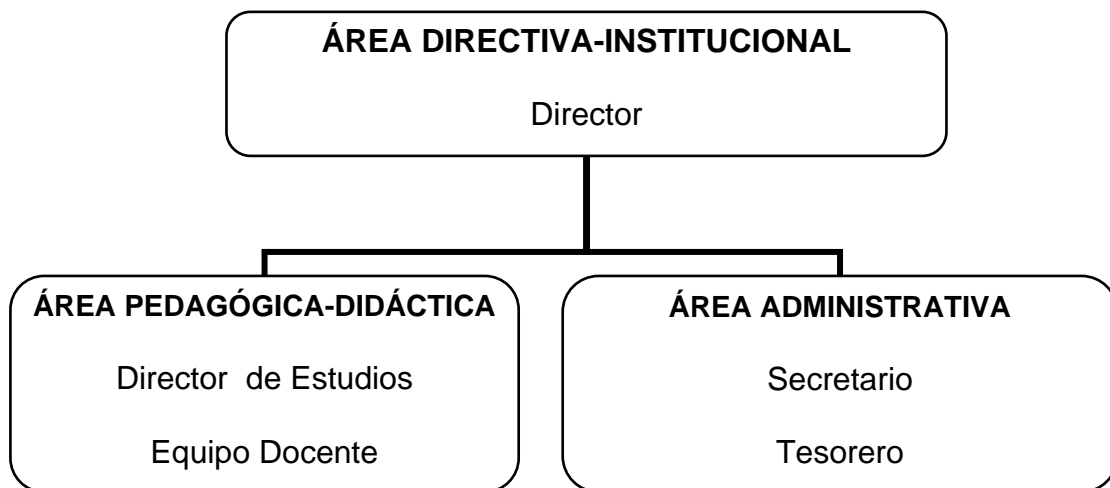 ÁREA DIRECTIVA-INSTITUCIONAL
Director
ÁREA PEDAGÓGICA-DIDÁCTICA
Director de Estudios
Equipo Docente
ÁREA ADMINISTRATIVA
Secretario
Tesorero